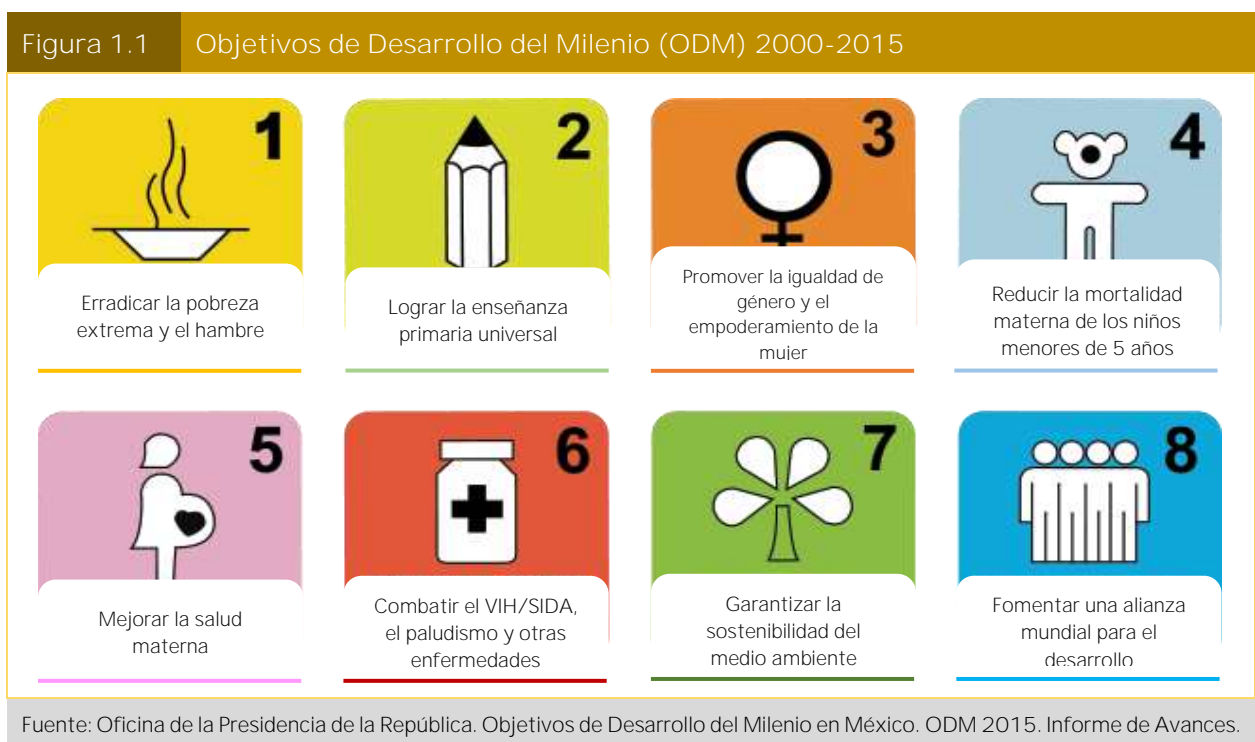 Figura 1.1 Objetivos de Desarrollo del Milenio (ODM) 2000-2015
1
Erradicar la pobreza
extrema y el hambre
2
Lograr la enseñanza
primaria universal
3
Promover la igualdad de
género y el
empoderamiento de la
mujer
4
Reducir la mortalidad
materna de los niños
menores de 5 años
5
Mejorar la salud
materna
6
Combatir el VIH/SIDA,
el paludismo y otras
enfermedades
7
Garantizar la
sostenibilidad del
medio ambiente
8
Fomentar una alianza
mundial para el
desarrollo
Fuente: Oficina de la Presidencia de la República. Objetivos de Desarrollo del Milenio en México. ODM 2015. Informe de Avances.